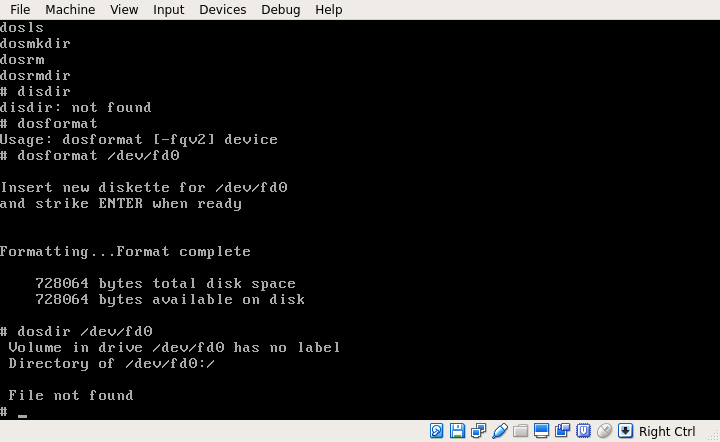 File Machine View Input Devices Debug Help
dosls
dosmkdir
dosrm
dosrmdir
# disdir
disdir: not found
# dosformat
Usage: dosformat [-fqv2] device
# dosformat /dev/fd0
Insert new diskette for /dev/fd0
and strike ENTER when ready
Formatting...Format complete
728064 bytes total disk space
728064 bytes available on disk
# dosdir /dev/fd0
Volume in drive /dev/fd0 has no label
Directory of /dev/fd0:/
File not found
# _
Right Ctrl